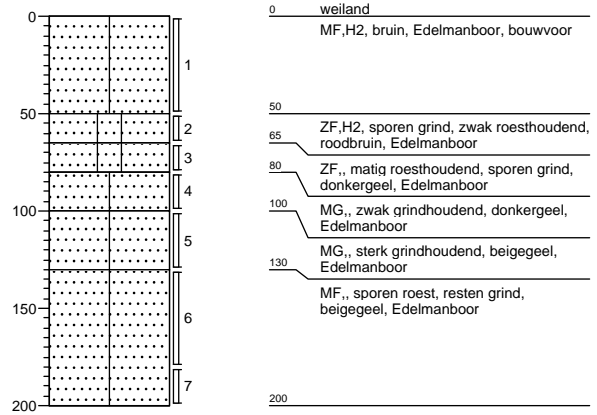 0
50
100
150
200
1
2
3
4
5
6
7
0 weiland
MF,H2, bruin, Edelmanboor, bouwvoor
50
ZF,H2, sporen grind, zwak roesthoudend,
65 roodbruin, Edelmanboor
80 ZF,, matig roesthoudend, sporen grind,
donkergeel, Edelmanboor
100 MG,, zwak grindhoudend, donkergeel,
Edelmanboor
130 MG,, sterk grindhoudend, beigegeel,
Edelmanboor
MF,, sporen roest, resten grind,
beigegeel, Edelmanboor
200